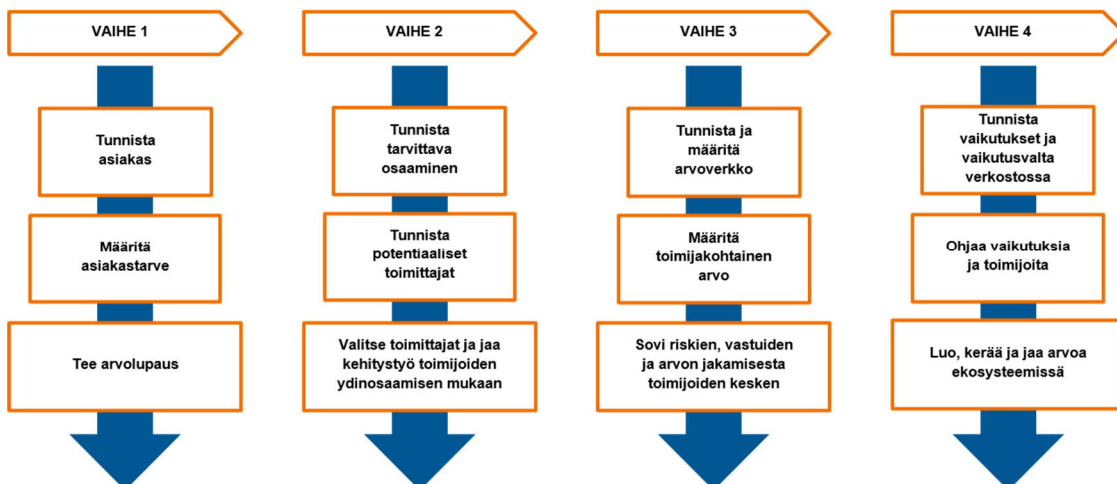 VAIHE 1
Tunnista
asiakas
Määritä
asiakastarve
Tee arvolupaus
VAIHE 2
Tunnista
tarvittava
osaaminen
Tunnista
potentiaaliset
toimittajat
Valitse toimittajat ja jaa
kehitystyö toimijoiden
ydinosaamisen mukaan
VAIHE 3
Tunnista ja
määritä
arvoverkko
Määritä
toimijakohtainen
arvo
Sovi riskien, vastuiden
ja arvon jakamisesta
toimijoiden kesken
VAIHE 4
Tunnista
vaikutukset ja
vaikutusvalta
verkostossa
Ohjaa vaikutuksia
ja toimijoita
Luo, kerää ja jaa arvoa
ekosysteemissä